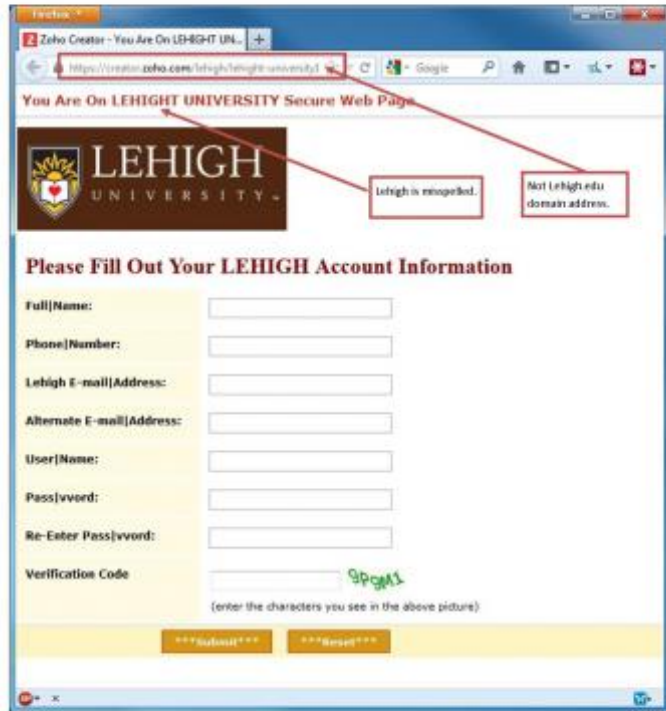 Firefox
Zoho Creator - You Are On LEHIGHT UN...
https://creator.zoho.com/lehigh/lehight-university/
Google
You Are On LEHIGHT UNIVERSITY Secure Web Page
LEHIGH
UNIVERSITY
Lehigh is misspelled.
Not Lehigh.edu
domain address.
Please Fill Out Your LEHIGH Account Information
Full|Name:
Phone|Number:
Lehigh E-mail|Address:
Alternate E-mail|Address:
User|Name:
Pass|vvord:
Re-Enter Pass|vvord:
Verification Code
9P9M1
(enter the characters you see in the above picture)
***Submit***
***Reset***